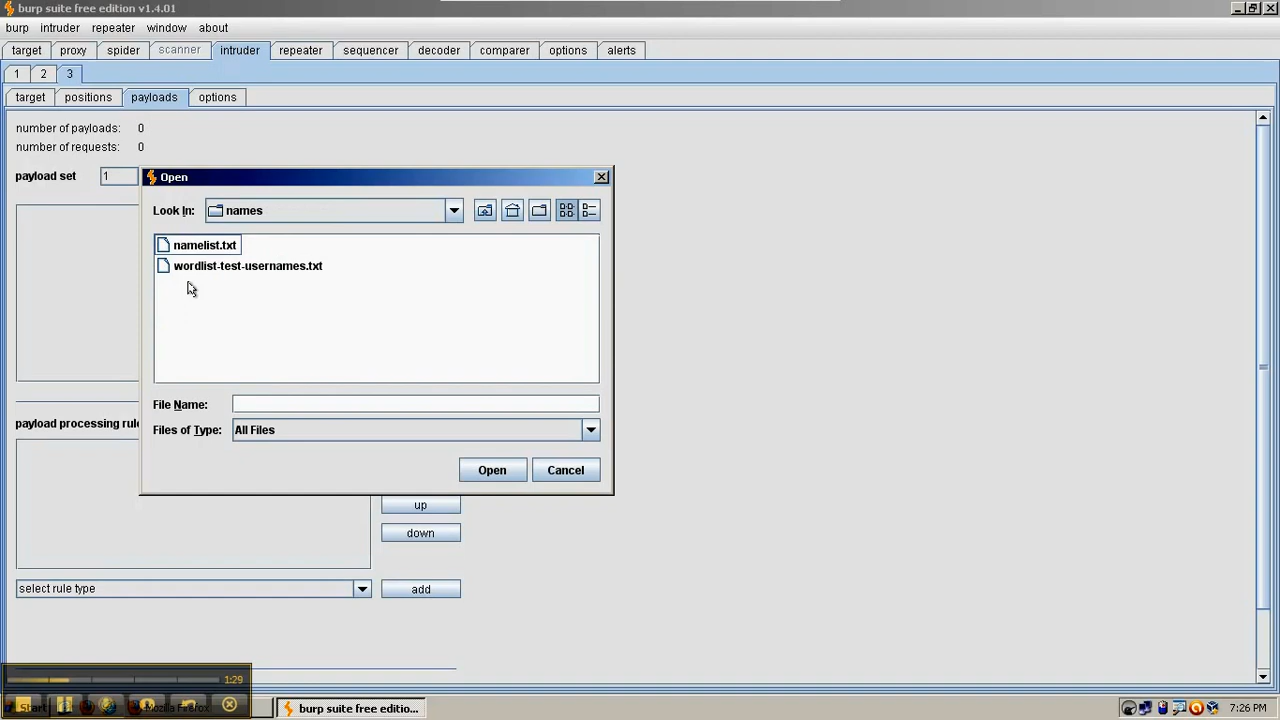 burp suite free edition v1.4.01
burp intruder repeater window about
target proxy spider scanner intruder repeater sequencer decoder comparer options alerts
1 2 3
target positions payloads options
number of payloads: 0
number of requests: 0
payload set 1
Open
Look In: names
namelist.txt
wordlist-test-usernames.txt
File Name:
Files of Type: All Files
Open Cancel
payload processing rule
up
down
select rule type add
1:29
Start Mozilla Firefox burp suite free editio... 7:26 PM